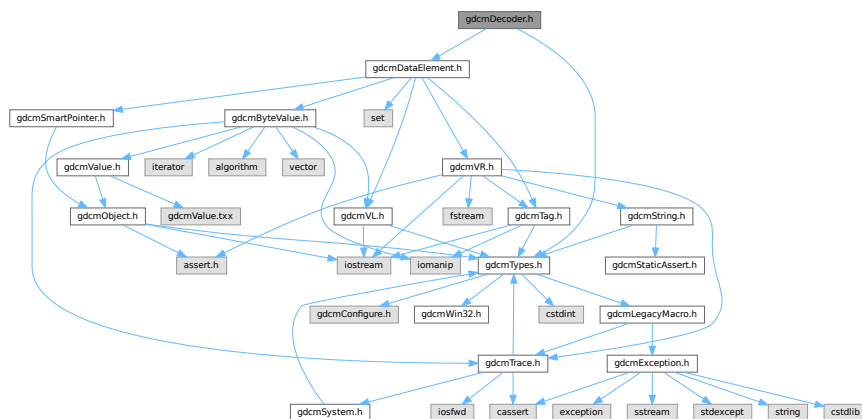 gdcmDecoder.h
gdcmDataElement.h
gdcmSmartPointer.h
gdcmByteValue.h
set
gdcmValue.h
iterator
algorithm
vector
gdcmVR.h
gdcmObject.h
gdcmValue.txx
gdcmVL.h
fstream
gdcmTag.h
gdcmString.h
assert.h
iostream
iomanip
gdcmTypes.h
gdcmStaticAssert.h
gdcmConfigure.h
gdcmWin32.h
cstdint
gdcmLegacyMacro.h
gdcmTrace.h
gdcmException.h
gdcmSystem.h
iosfwd
cassert
exception
sstream
stdexcept
string
cstdlib